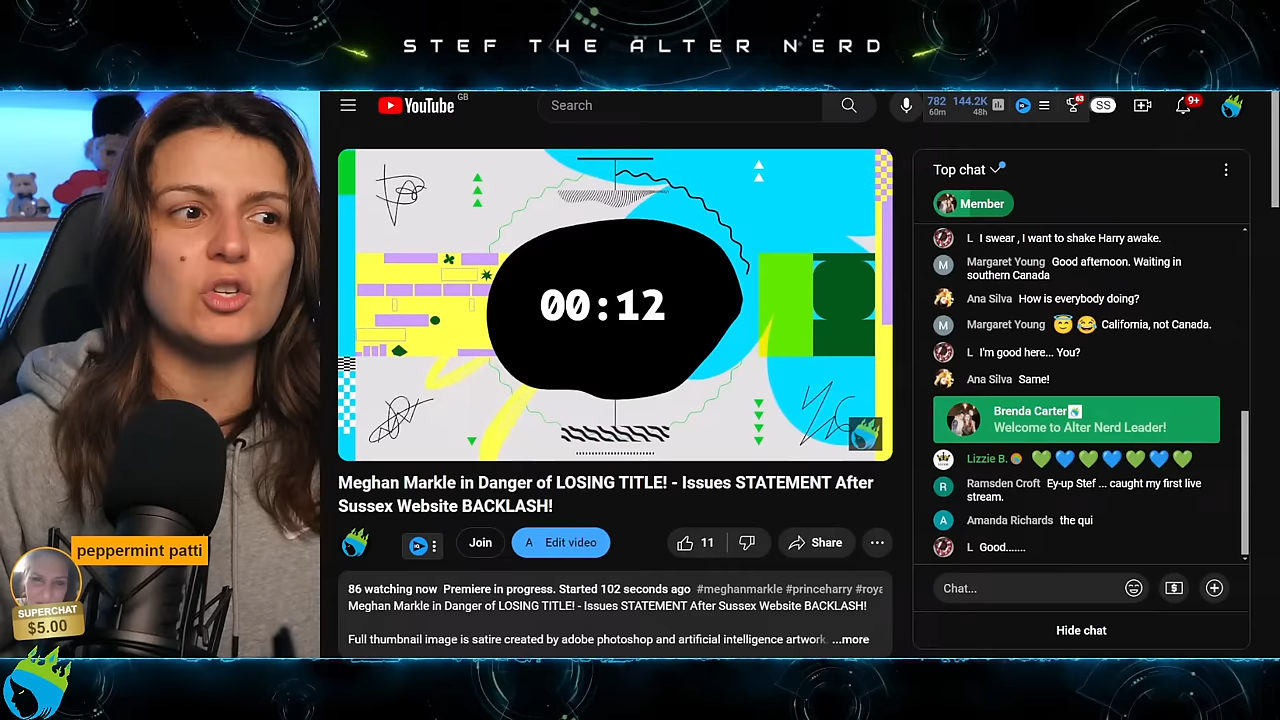 STEF THE ALTER NERD
YouTube GB
Search
782
60m
144.2K
48h
63
SS
9+
00:12
Top chat
Member
L I swear , I want to shake Harry awake.
M Margaret Young Good afternoon. Waiting in
southern Canada
Ana Silva How is everybody doing?
M Margaret Young 😇😂 California, not Canada.
L I'm good here... You?
Ana Silva Same!
Brenda Carter
Welcome to Alter Nerd Leader!
Lizzie B. 💚💙💚💙💚💙💚
R Ramsden Croft Ey-up Stef ... caught my first live
stream.
A Amanda Richards the qui
L Good.......
Chat...
Hide chat
Meghan Markle in Danger of LOSING TITLE! - Issues STATEMENT After
Sussex Website BACKLASH!
Join
A Edit video
11
Share
86 watching now Premiere in progress. Started 102 seconds ago #meghanmarkle #princeharry #roya
Meghan Markle in Danger of LOSING TITLE! - Issues STATEMENT After Sussex Website BACKLASH!
Full thumbnail image is satire created by adobe photoshop and artificial intelligence artwork. ...more
peppermint patti
SUPERCHAT
$5.00